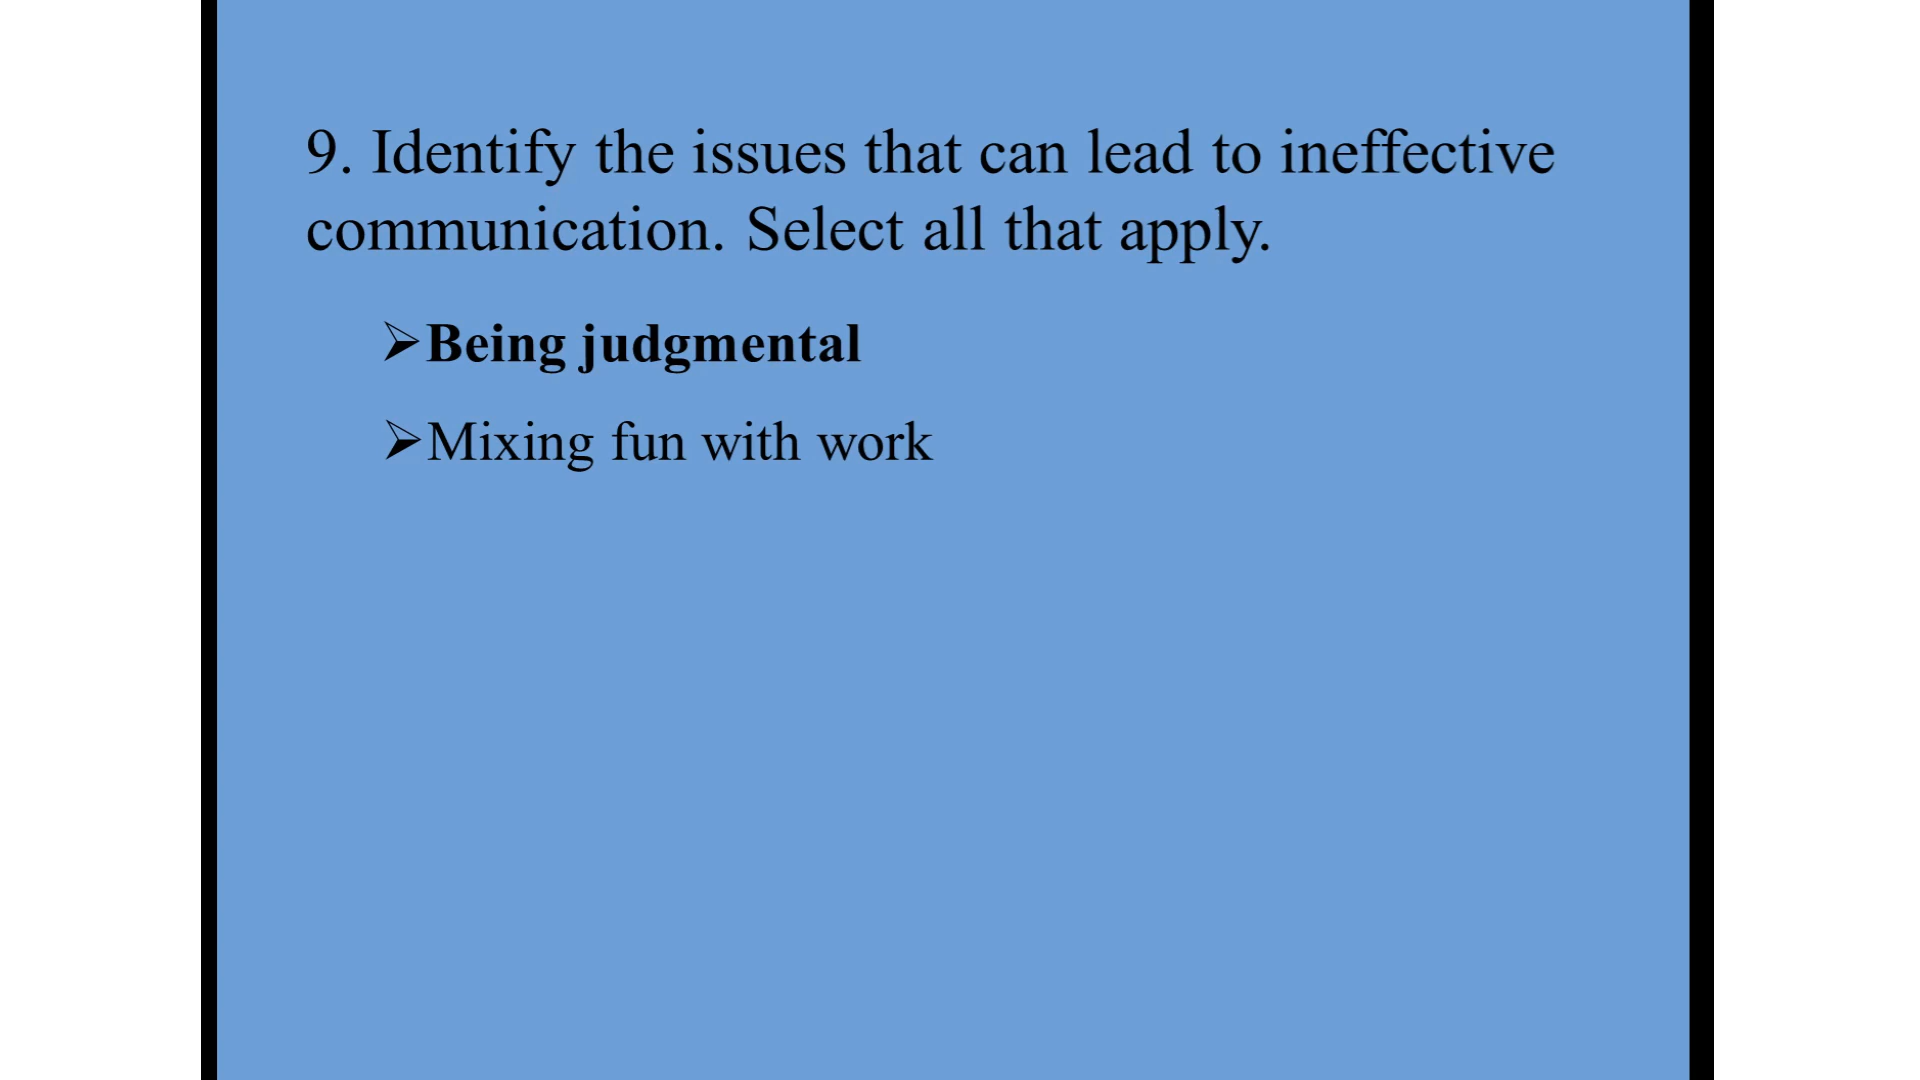 9. Identify the issues that can lead to ineffective
communication. Select all that apply.
➢Being judgmental
➢Mixing fun with work